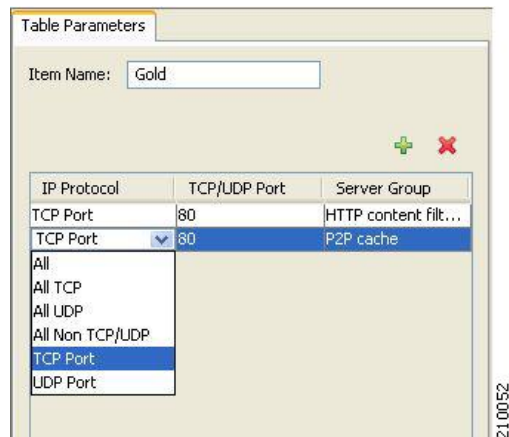 Table Parameters
Item Name: Gold
IP Protocol TCP/UDP Port Server Group
TCP Port 80 HTTP content filt...
TCP Port 80 P2P cache
All
All TCP
All UDP
All Non TCP/UDP
TCP Port
UDP Port
210052